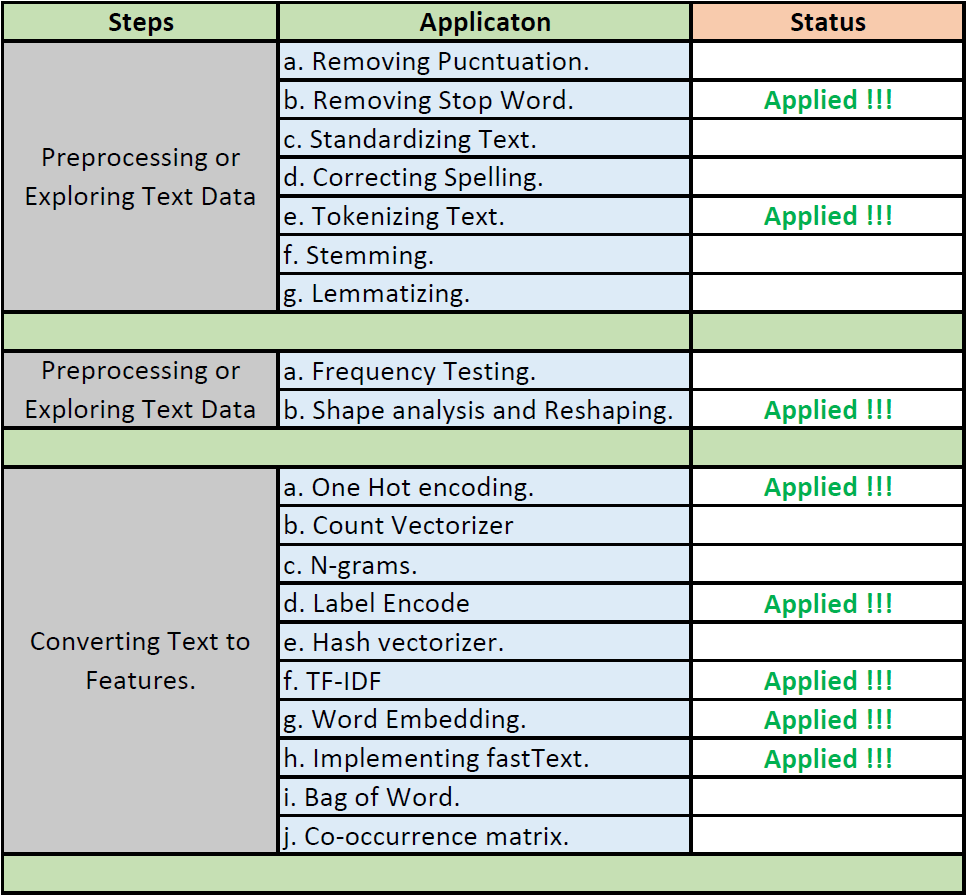 Steps Applicaton Status
a. Removing Pucntuation.
b. Removing Stop Word. Applied !!!
c. Standardizing Text.
Preprocessing or
Exploring Text Data
d. Correcting Spelling.
e. Tokenizing Text. Applied !!!
f. Stemming.
g. Lemmatizing.
Preprocessing or
Exploring Text Data
a. Frequency Testing.
b. Shape analysis and Reshaping. Applied !!!
a. One Hot encoding. Applied !!!
b. Count Vectorizer
c. N-grams.
d. Label Encode Applied !!!
Converting Text to
Features.
e. Hash vectorizer.
f. TF-IDF Applied !!!
g. Word Embedding. Applied !!!
h. Implementing fastText. Applied !!!
i. Bag of Word.
j. Co-occurrence matrix.